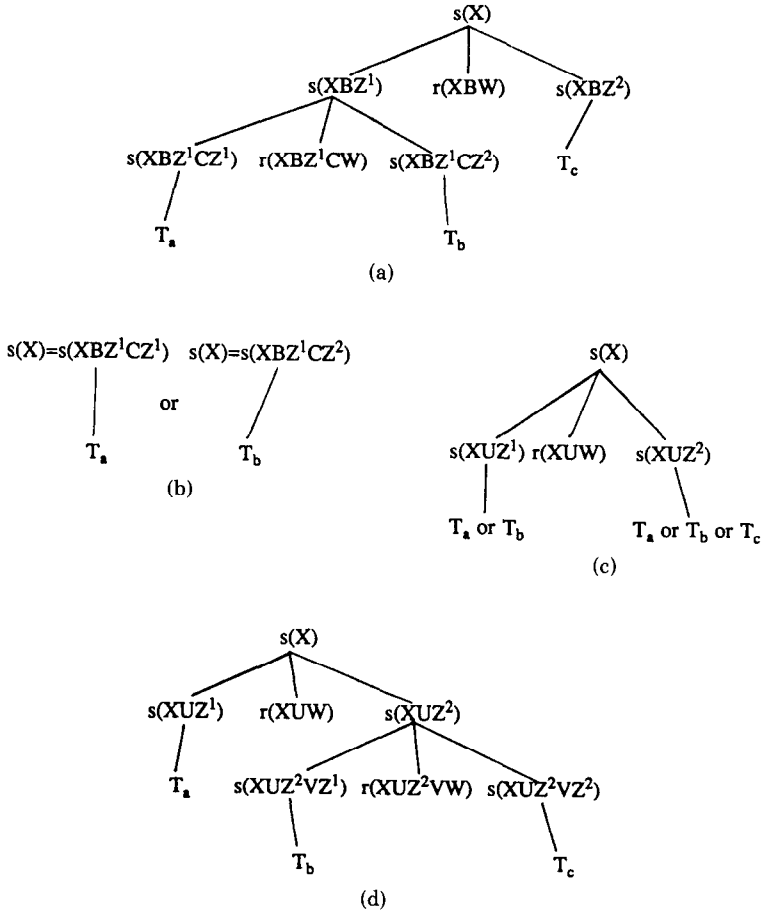 s(X)
s(XBZ¹) r(XBW) s(XBZ²)
s(XBZ¹CZ¹) r(XBZ¹CW) s(XBZ¹CZ²) T_c
T_a T_b
(a)
s(X)=s(XBZ¹CZ¹) s(X)=s(XBZ¹CZ²)
or
T_a T_b
(b)
s(X)
s(XUZ¹) r(XUW) s(XUZ²)
T_a or T_b T_a or T_b or T_c
(c)
s(X)
s(XUZ¹) r(XUW) s(XUZ²)
T_a s(XUZ²VZ¹) r(XUZ²VW) s(XUZ²VZ²)
T_b T_c
(d)